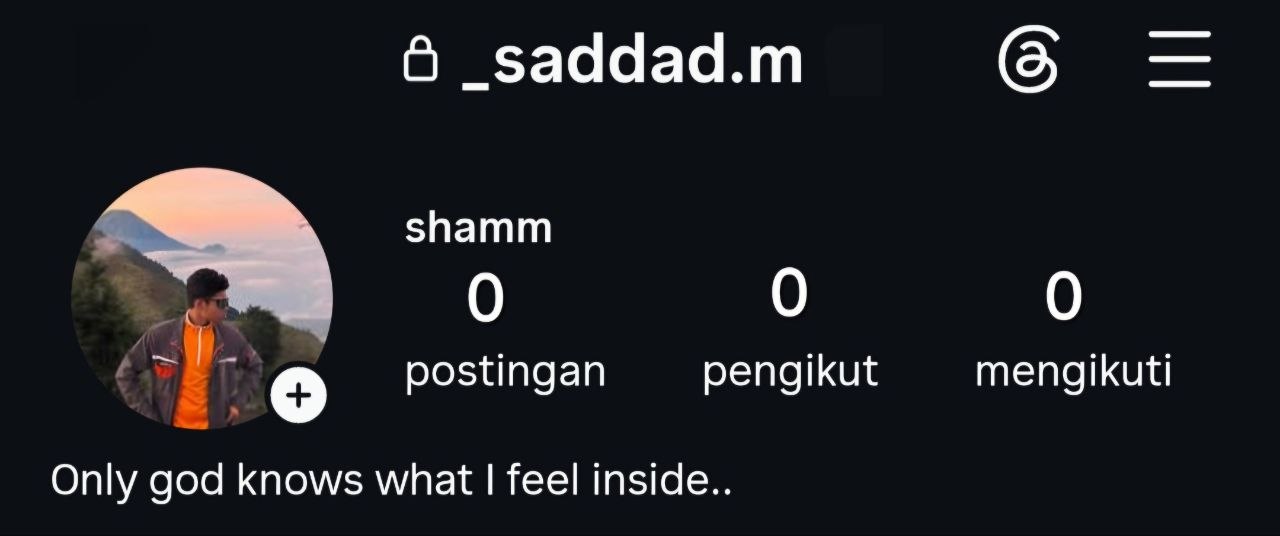 _saddad.m
shamm
0 0 0
postingan pengikut mengikuti
Only god knows what I feel inside..